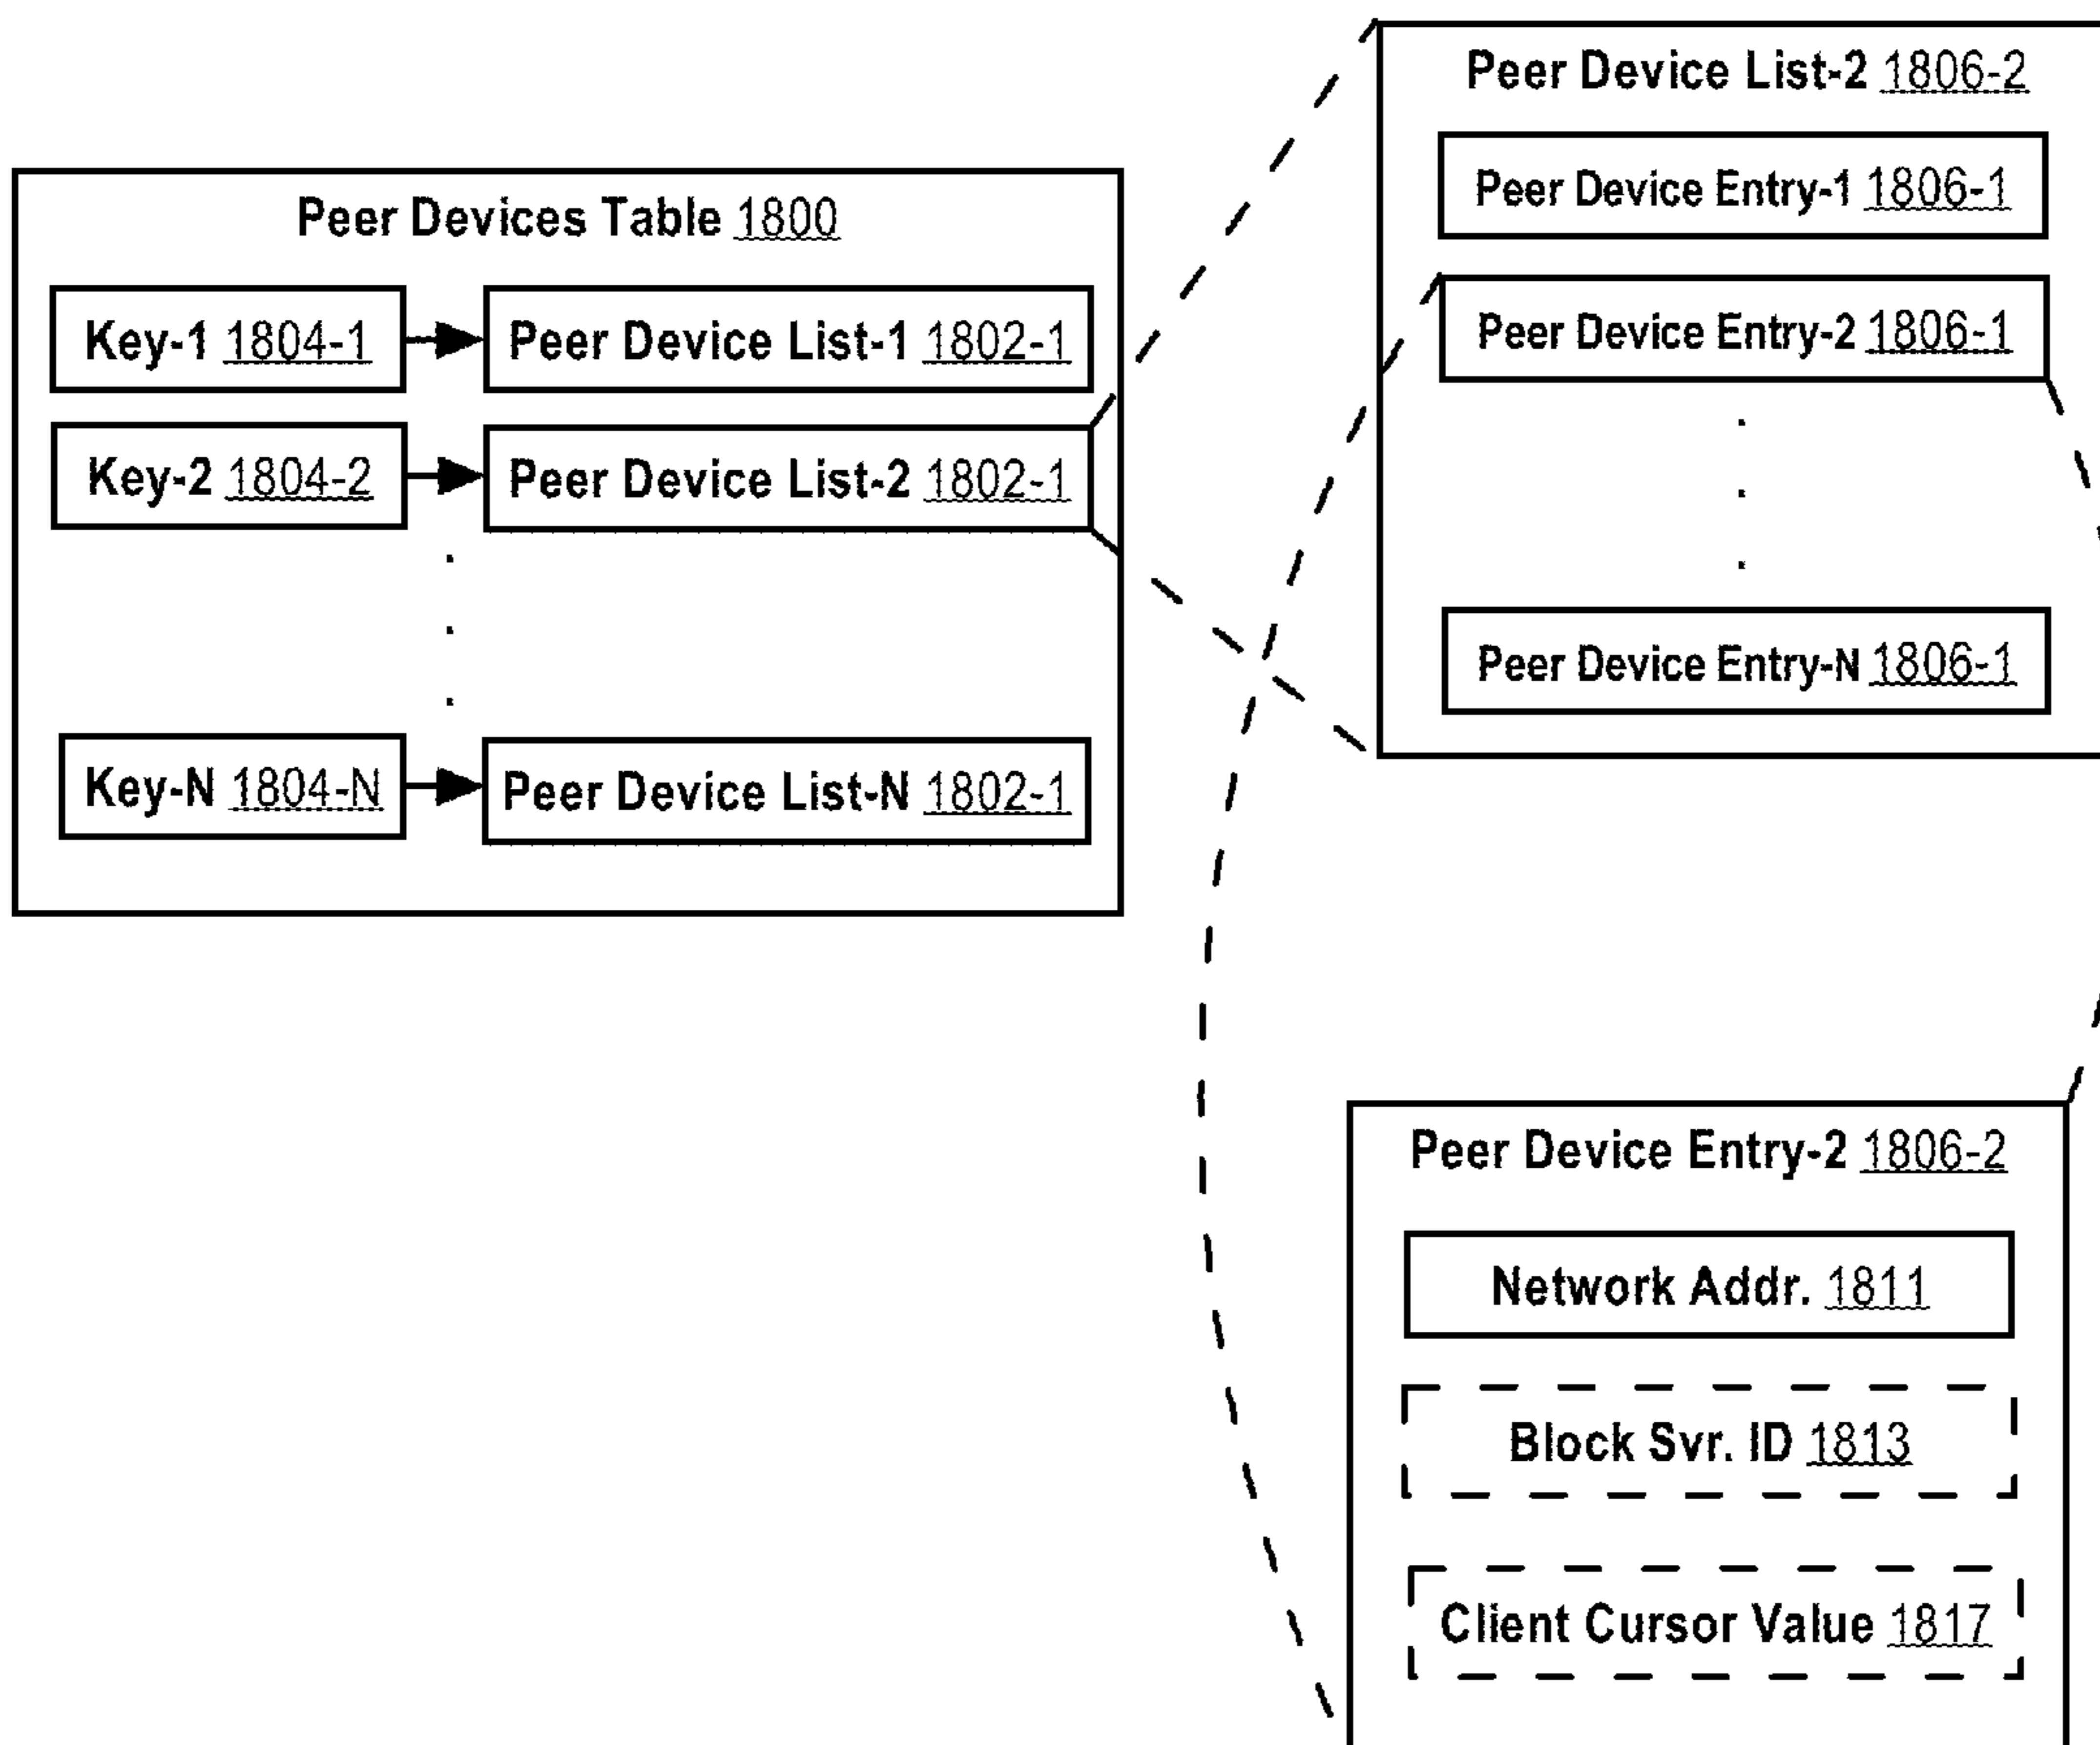 Peer Devices Table 1800
Key-1 1804-1
Peer Device List-1 1802-1
Key-2 1804-2
Peer Device List-2 1802-1
Key-N 1804-N
Peer Device List-N 1802-1
Peer Device List-2 1806-2
Peer Device Entry-1 1806-1
Peer Device Entry-2 1806-1
Peer Device Entry-N 1806-1
Peer Device Entry-2 1806-2
Network Addr. 1811
Block Svr. ID 1813
Client Cursor Value 1817